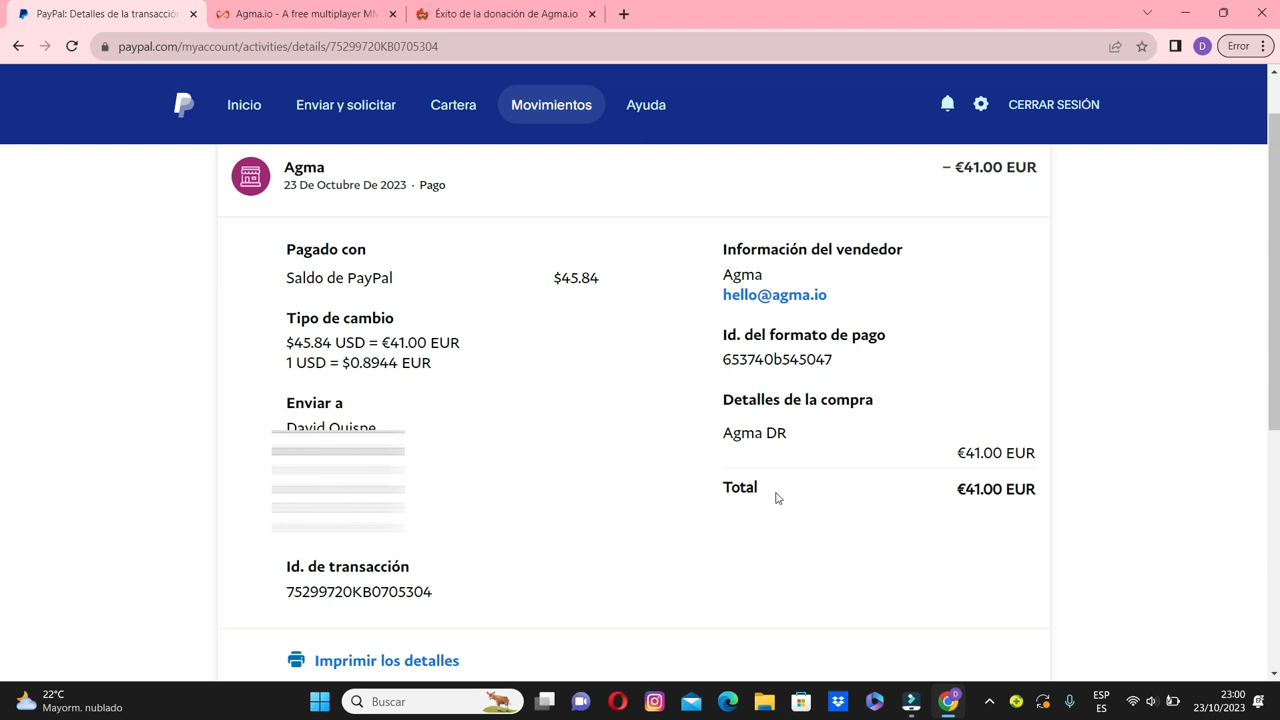 PayPal: Detalles de la transacción
Agma.io - A free multiplayer MM
Éxito de la donación de Agma.io
paypal.com/myaccount/activities/details/75299720KB0705304
D
Error
Inicio
Enviar y solicitar
Cartera
Movimientos
Ayuda
CERRAR SESIÓN
Agma
– €41.00 EUR
23 De Octubre De 2023 · Pago
Pagado con
Saldo de PayPal
$45.84
Tipo de cambio
$45.84 USD = €41.00 EUR
1 USD = $0.8944 EUR
Enviar a
David Quispe
Id. de transacción
75299720KB0705304
Información del vendedor
Agma
hello@agma.io
Id. del formato de pago
653740b545047
Detalles de la compra
Agma DR
€41.00 EUR
Total
€41.00 EUR
Imprimir los detalles
22°C
Mayorm. nublado
Buscar
D
ESP
ES
23:00
23/10/2023